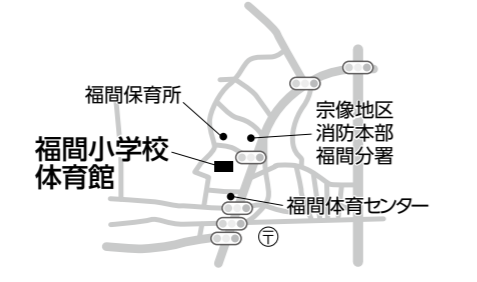 福間保育所
宗像地区
消防本部
福間分署
福間小学校
体育館
福間体育センター
〒